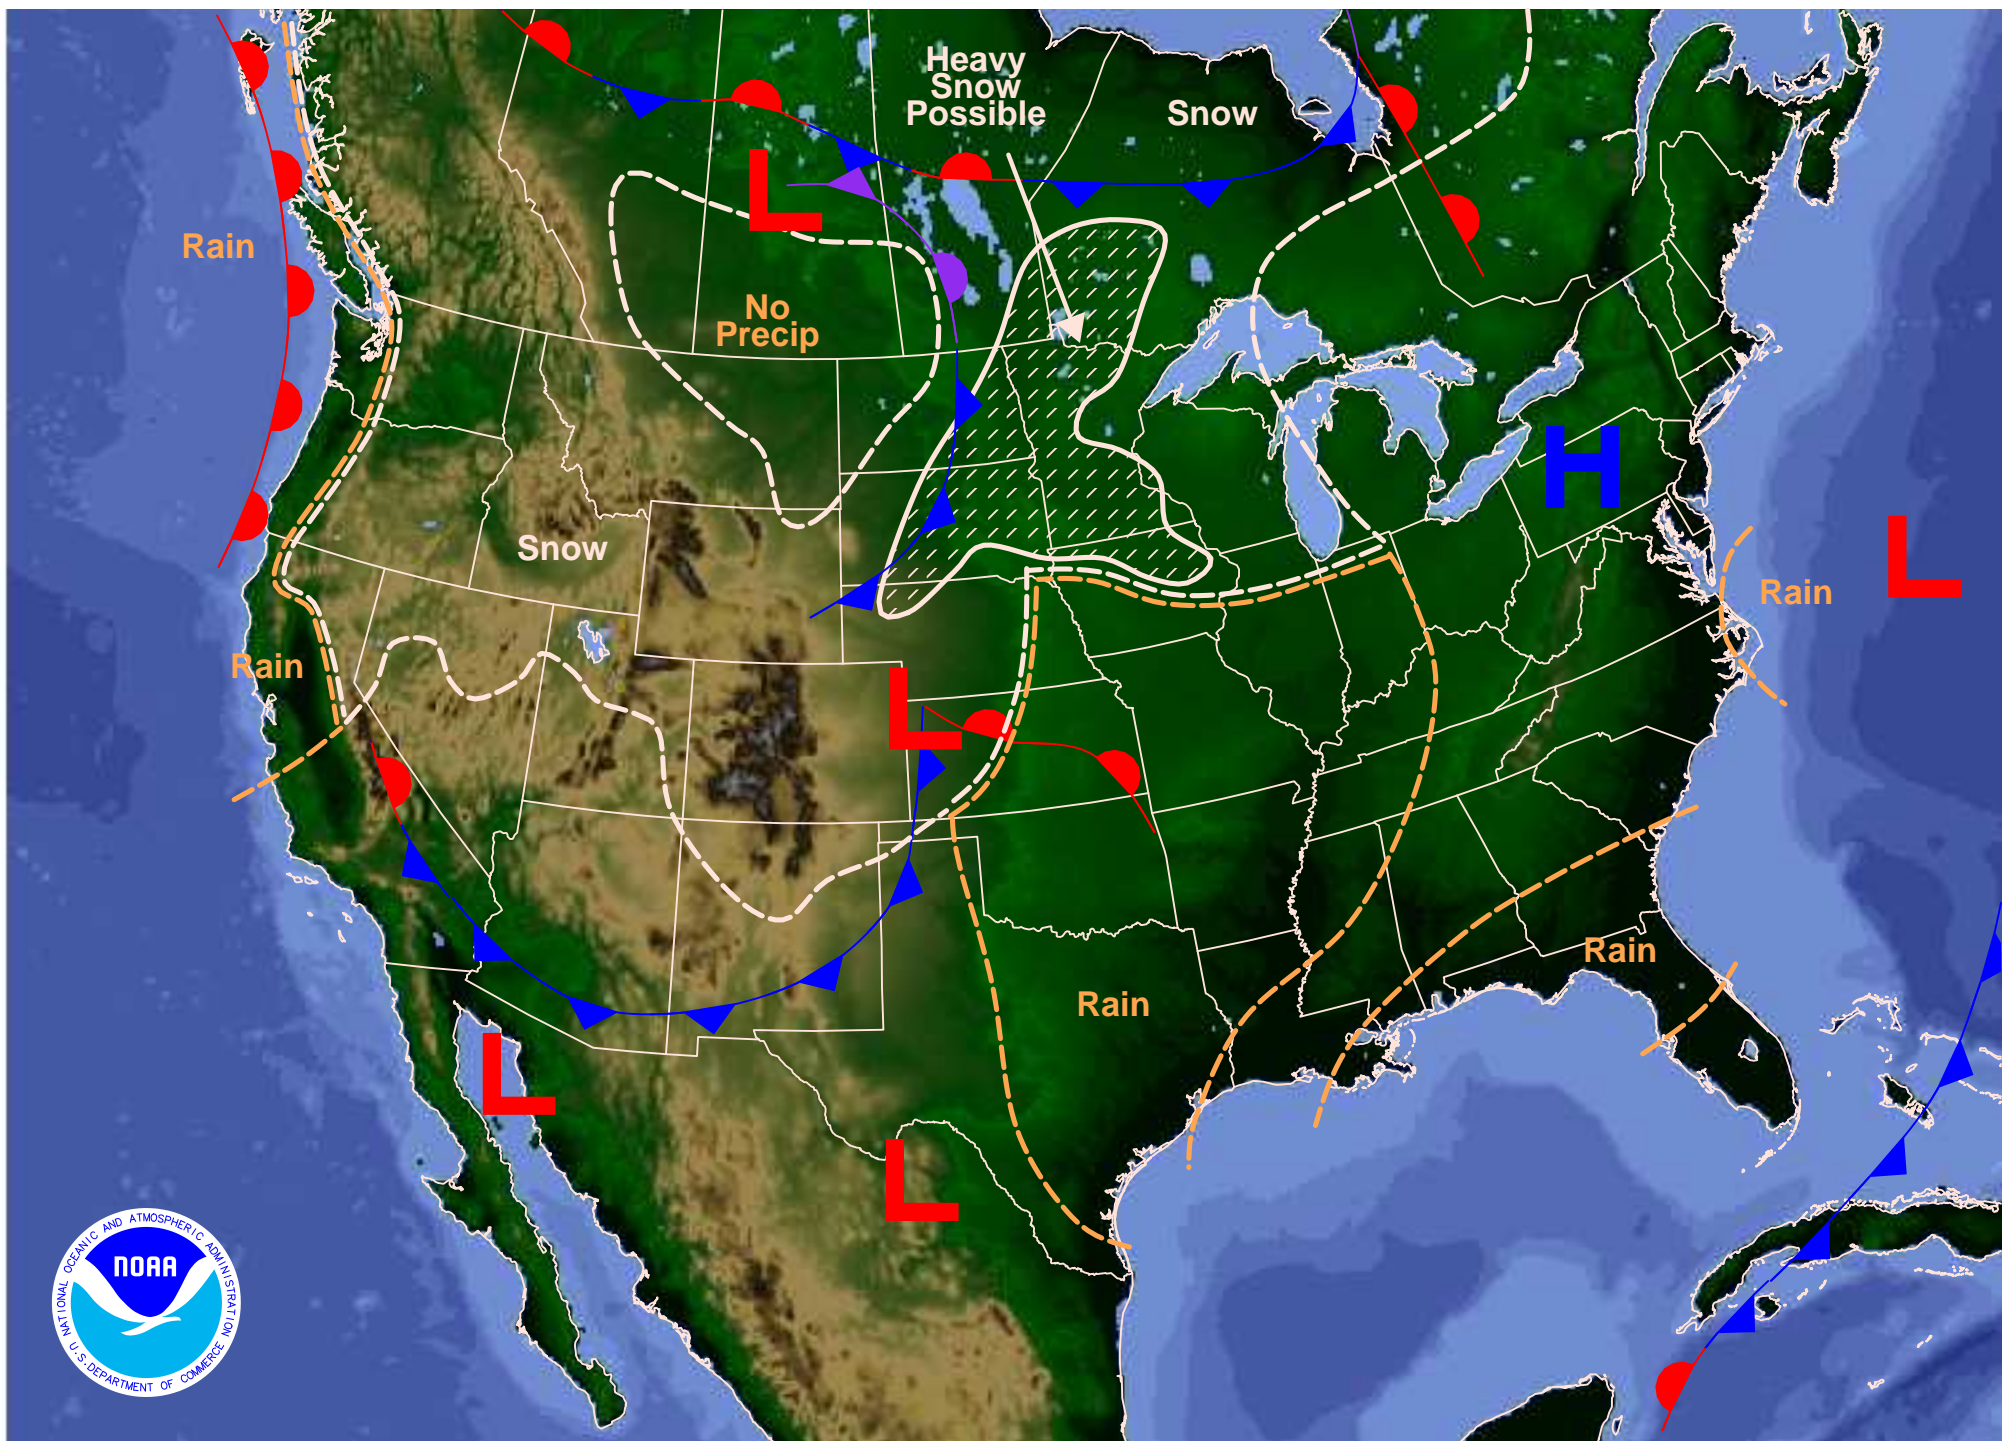 Heavy
Snow
Possible
Snow
L
Rain
No
Precip
H
Snow
L
Rain
Rain
L
Rain
Rain
L
L
NATIONAL OCEANIC AND ATMOSPHERIC ADMINISTRATION
NOAA
U.S. DEPARTMENT OF COMMERCE